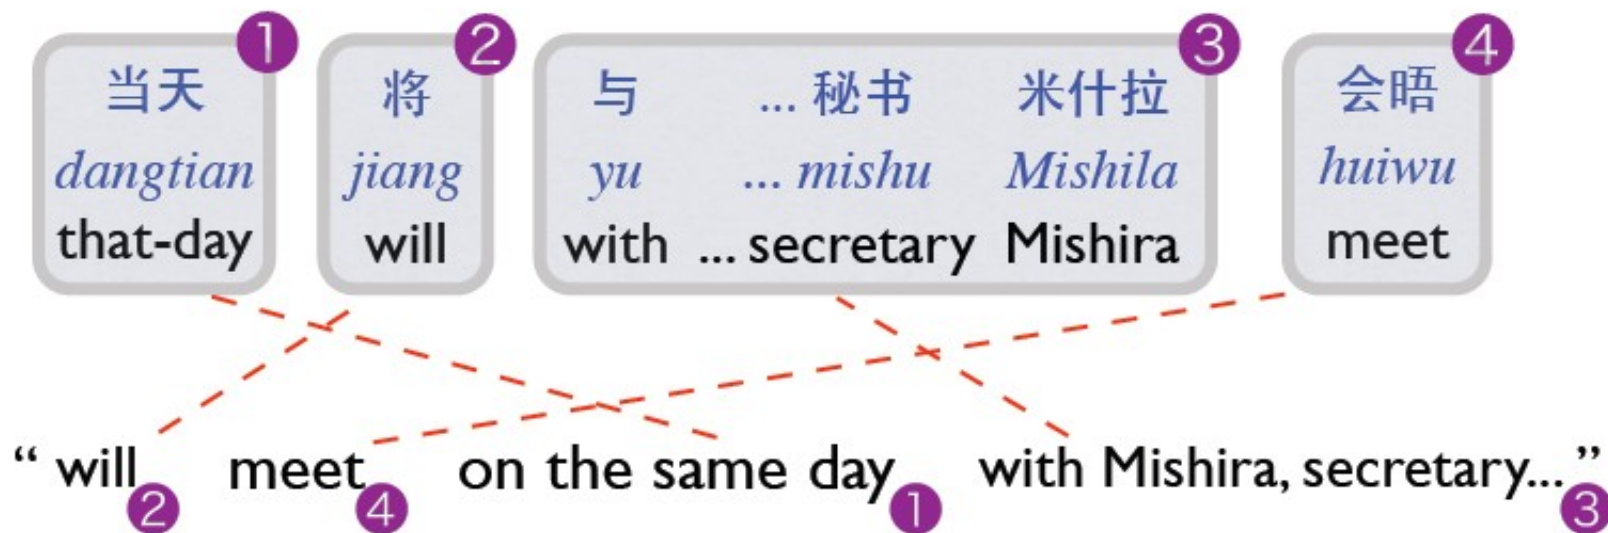 1 2 3 4
当天 将 与 ... 秘书 米什拉 会晤
dangtian jiang yu ... mishu Mishila huiwu
that-day will with ... secretary Mishira meet
“ will meet on the same day with Mishira, secretary... ”
2 4 1 3